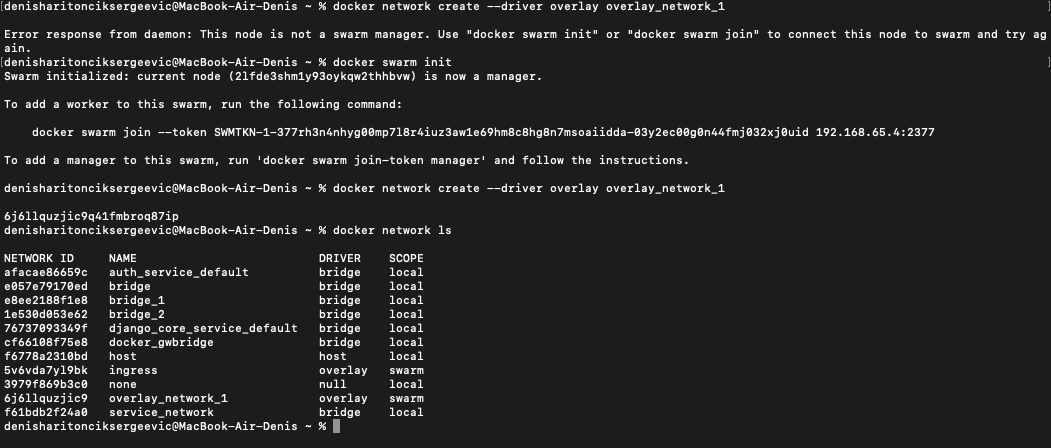 [denisharitonciksergeevic@MacBook-Air-Denis ~ % docker network create --driver overlay overlay_network_1 ]
Error response from daemon: This node is not a swarm manager. Use "docker swarm init" or "docker swarm join" to connect this node to swarm and try ag
ain.
[denisharitonciksergeevic@MacBook-Air-Denis ~ % docker swarm init ]
Swarm initialized: current node (2lfde3shm1y93oykqw2thhbvw) is now a manager.
To add a worker to this swarm, run the following command:
docker swarm join --token SWMTKN-1-377rh3n4nhyg00mp7l8r4iuz3aw1e69hm8c8hg8n7msoaiidda-03y2ec00g0n44fmj032xj0uid 192.168.65.4:2377
To add a manager to this swarm, run 'docker swarm join-token manager' and follow the instructions.
denisharitonciksergeevic@MacBook-Air-Denis ~ % docker network create --driver overlay overlay_network_1
6j6llquzjic9q41fmbroq87ip
denisharitonciksergeevic@MacBook-Air-Denis ~ % docker network ls
NETWORK ID NAME DRIVER SCOPE
afacae86659c auth_service_default bridge local
e057e79170ed bridge bridge local
e8ee2188f1e8 bridge_1 bridge local
1e530d053e62 bridge_2 bridge local
76737093349f django_core_service_default bridge local
cf66108f75e8 docker_gwbridge bridge local
f6778a2310bd host host local
5v6vda7yl9bk ingress overlay swarm
3979f869b3c0 none null local
6j6llquzjic9 overlay_network_1 overlay swarm
f61bdb2f24a0 service_network bridge local
denisharitonciksergeevic@MacBook-Air-Denis ~ %